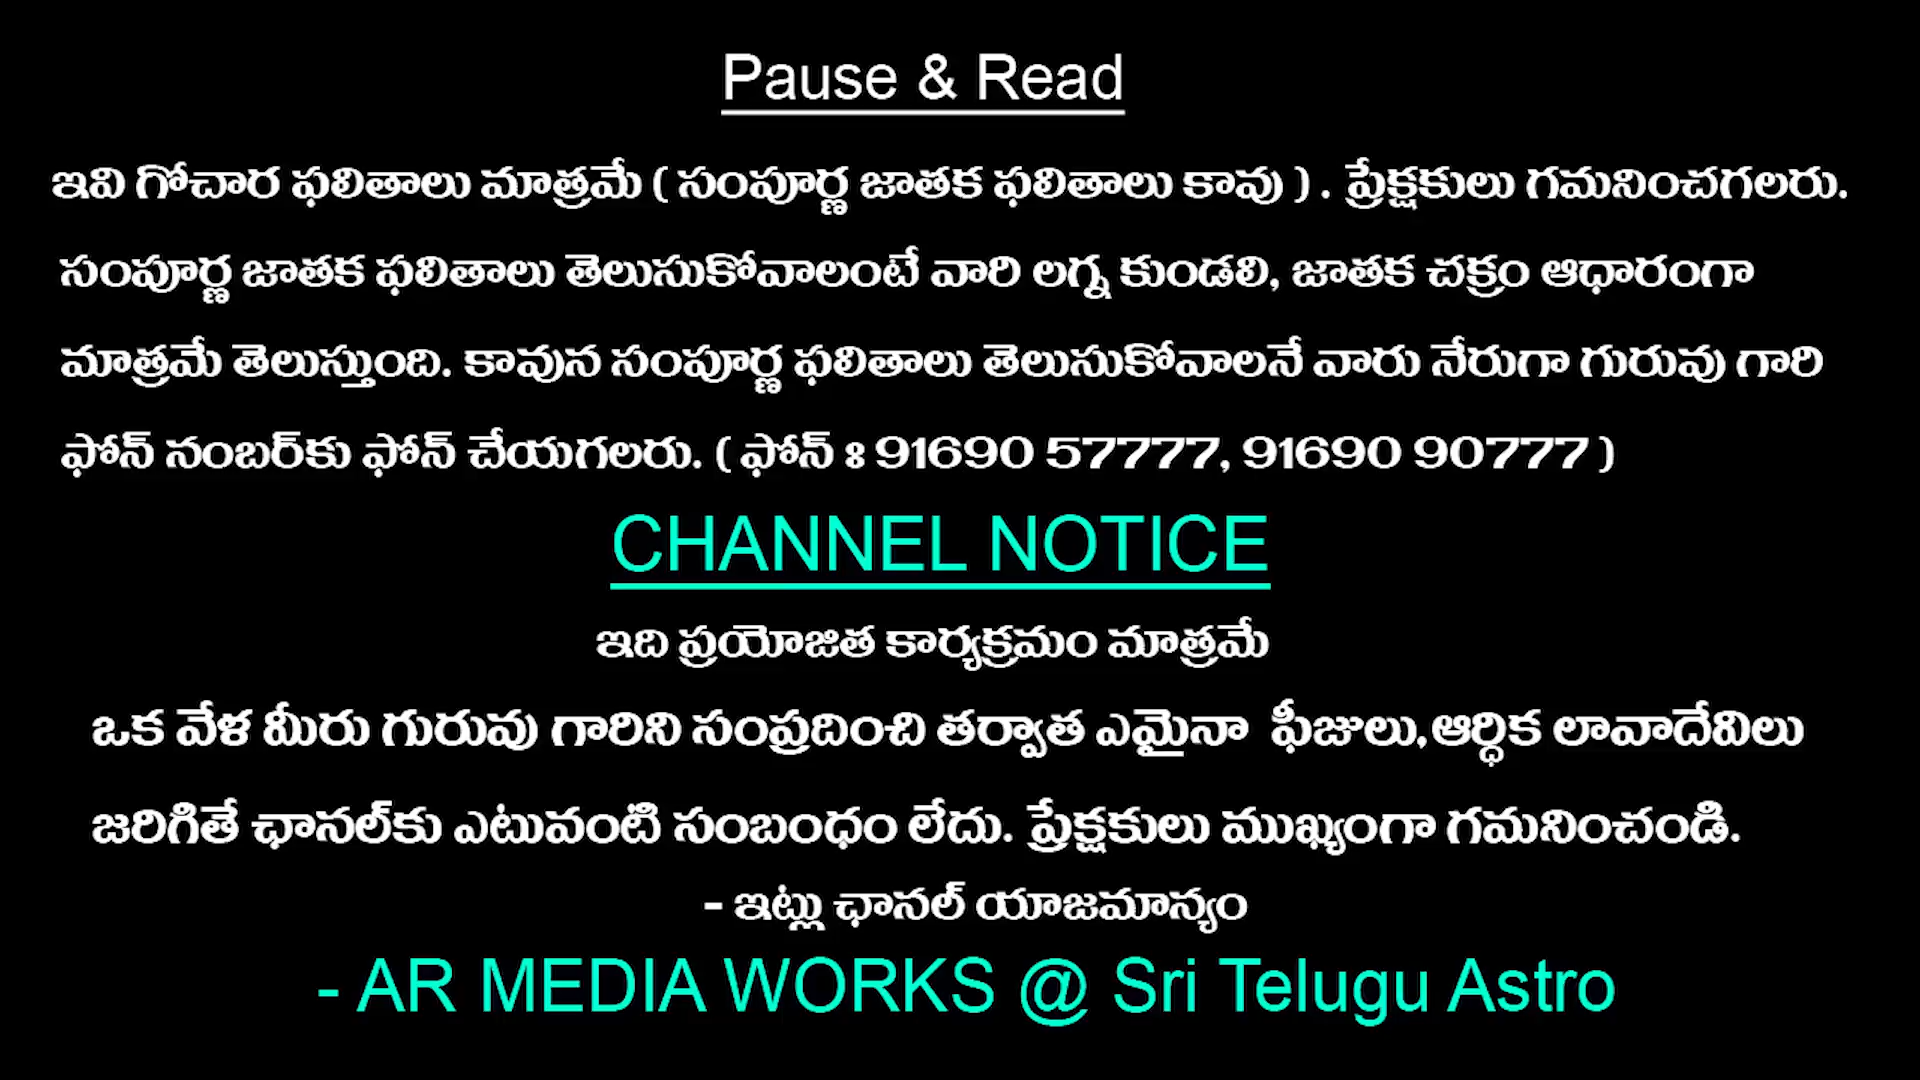 Pause & Read
ఇవి గోచార ఫలితాలు మాత్రమే ( సంపూర్ణ జాతక ఫలితాలు కావు ) . ప్రేక్షకులు గమనించగలరు.
సంపూర్ణ జాతక ఫలితాలు తెలుసుకోవాలంటే వారి లగ్న కుండలి, జాతక చక్రం ఆధారంగా
మాత్రమే తెలుస్తుంది. కావున సంపూర్ణ ఫలితాలు తెలుసుకోవాలనే వారు నేరుగా గురువు గారి
ఫోన్ నంబర్‌కు ఫోన్ చేయగలరు. ( ఫోన్ ః 91690 57777, 91690 90777 )
CHANNEL NOTICE
ఇది ప్రయోజిత కార్యక్రమం మాత్రమే
ఒక వేళ మీరు గురువు గారిని సంప్రదించి తర్వాత ఎమైనా ఫీజులు,ఆర్ధిక లావాదేవిలు
జరిగితే ఛానల్‌కు ఎటువంటి సంబంధం లేదు. ప్రేక్షకులు ముఖ్యంగా గమనించండి.
- ఇట్లు ఛానల్ యాజమాన్యం
- AR MEDIA WORKS @ Sri Telugu Astro